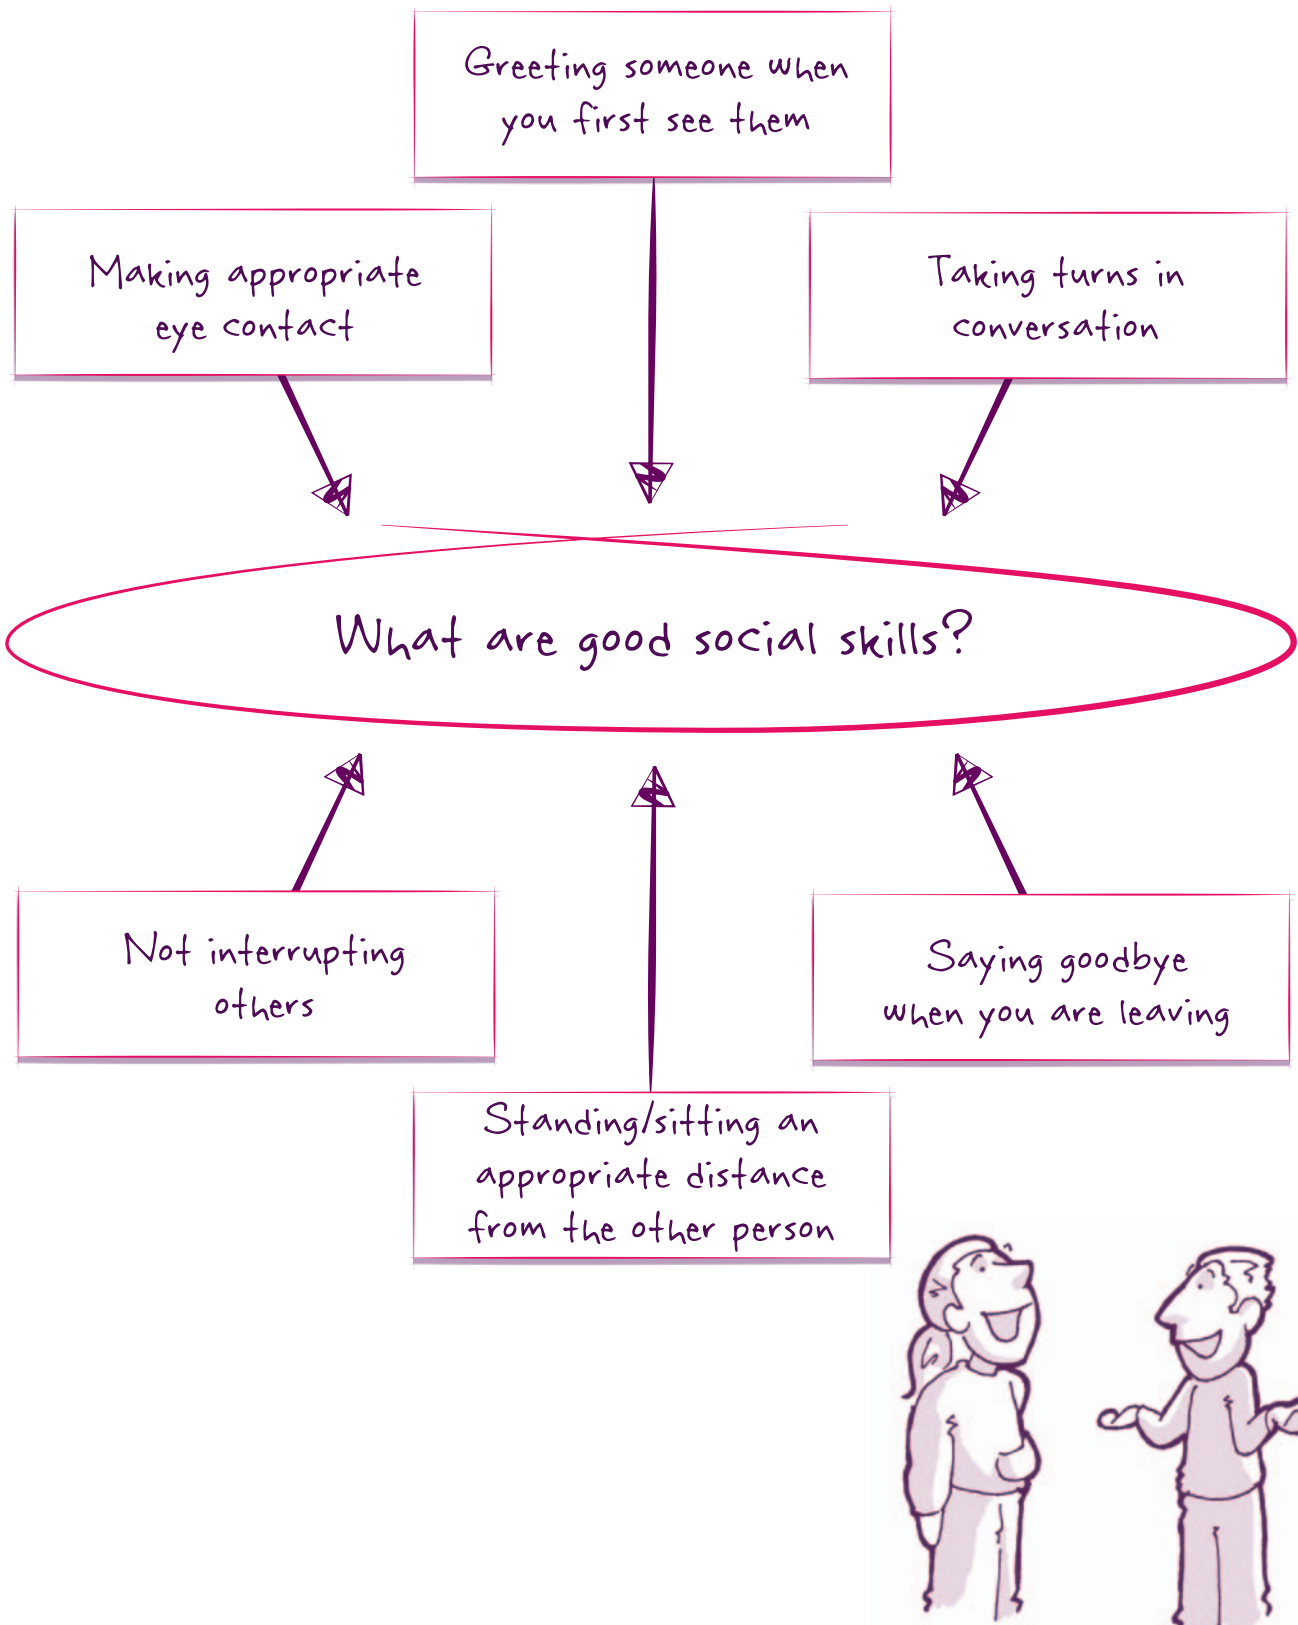 Greeting someone when
you first see them
Making appropriate
eye contact
Taking turns in
conversation
What are good social skills?
Not interrupting
others
Saying goodbye
when you are leaving
Standing/sitting an
appropriate distance
from the other person